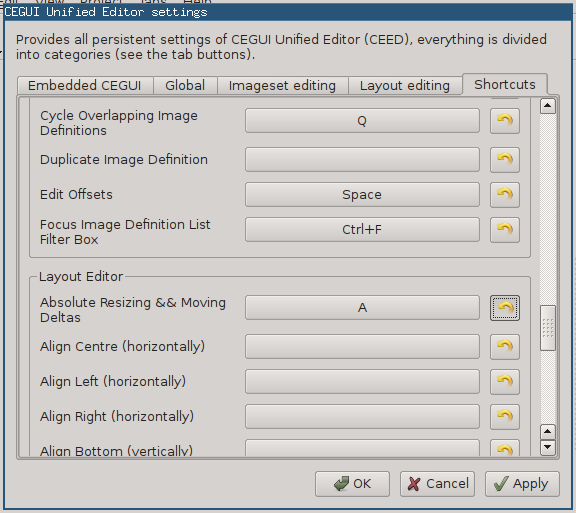 CEGUI Unified Editor settings
Provides all persistent settings of CEGUI Unified Editor (CEED), everything is divided
into categories (see the tab buttons).
Embedded CEGUI Global Imageset editing Layout editing Shortcuts
Cycle Overlapping Image
Definitions
Q
Duplicate Image Definition
Edit Offsets Space
Focus Image Definition List
Filter Box
Ctrl+F
Layout Editor
Absolute Resizing && Moving
Deltas
A
Align Centre (horizontally)
Align Left (horizontally)
Align Right (horizontally)
Align Bottom (vertically)
OK Cancel Apply